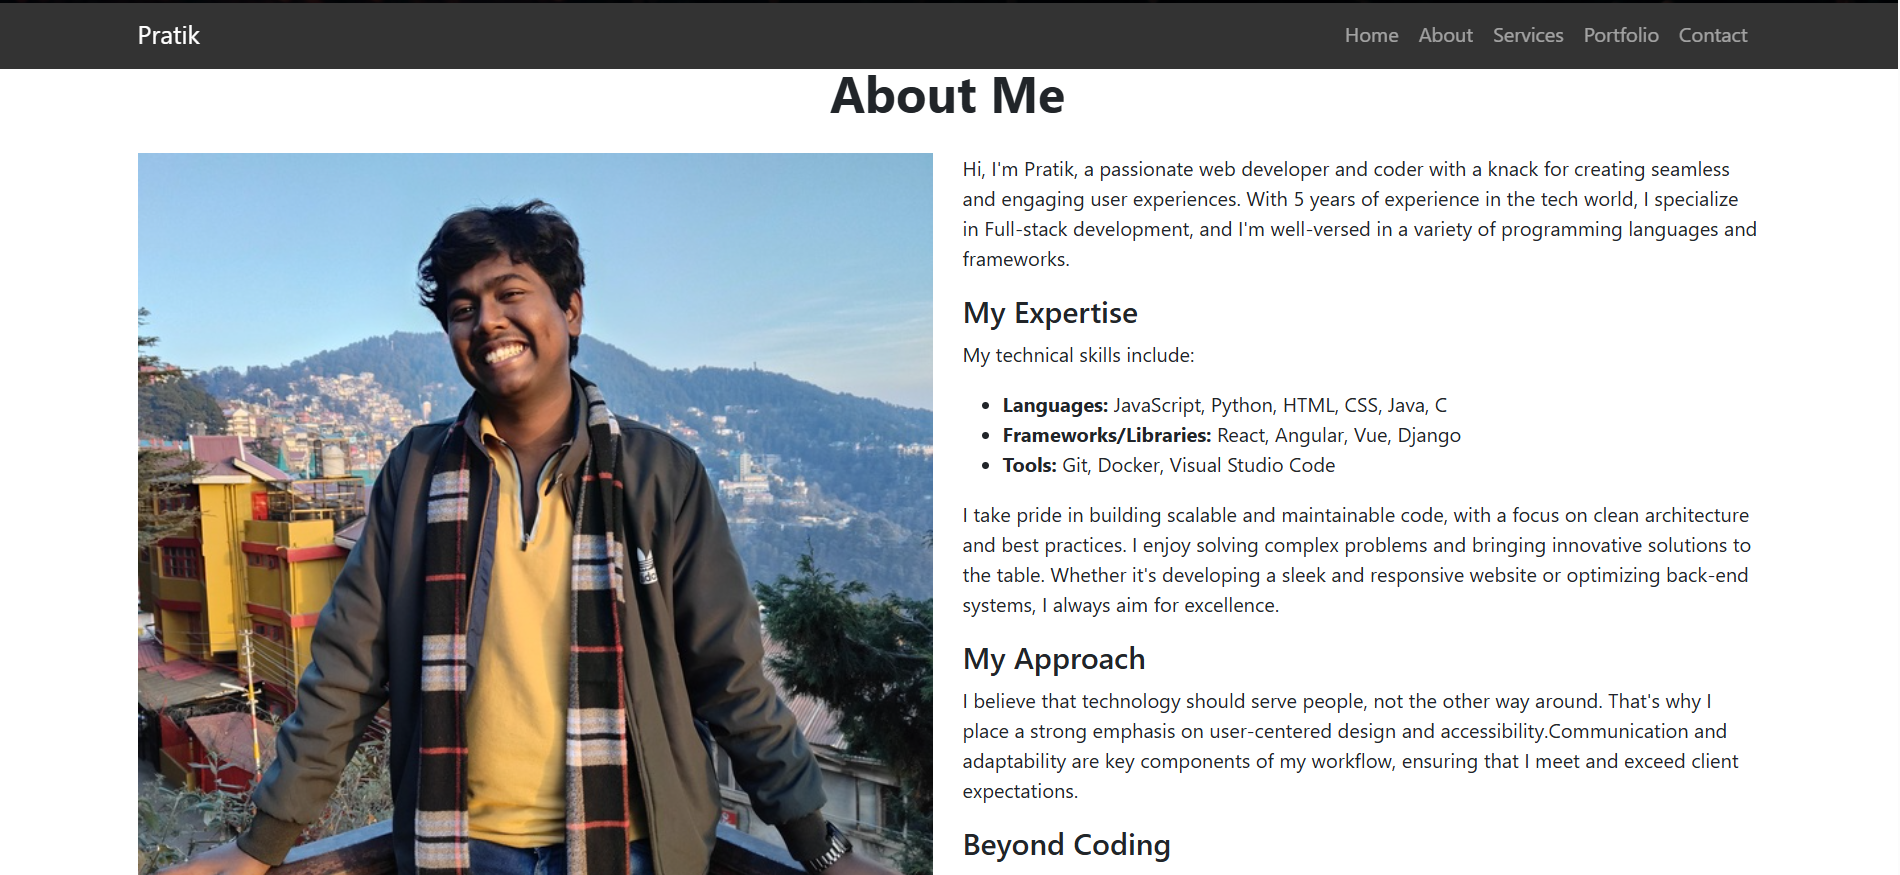 Pratik
Home About Services Portfolio Contact
About Me
Hi, I'm Pratik, a passionate web developer and coder with a knack for creating seamless
and engaging user experiences. With 5 years of experience in the tech world, I specialize
in Full-stack development, and I'm well-versed in a variety of programming languages and
frameworks.
My Expertise
My technical skills include:
Languages: JavaScript, Python, HTML, CSS, Java, C
Frameworks/Libraries: React, Angular, Vue, Django
Tools: Git, Docker, Visual Studio Code
I take pride in building scalable and maintainable code, with a focus on clean architecture
and best practices. I enjoy solving complex problems and bringing innovative solutions to
the table. Whether it's developing a sleek and responsive website or optimizing back-end
systems, I always aim for excellence.
My Approach
I believe that technology should serve people, not the other way around. That's why I
place a strong emphasis on user-centered design and accessibility.Communication and
adaptability are key components of my workflow, ensuring that I meet and exceed client
expectations.
Beyond Coding